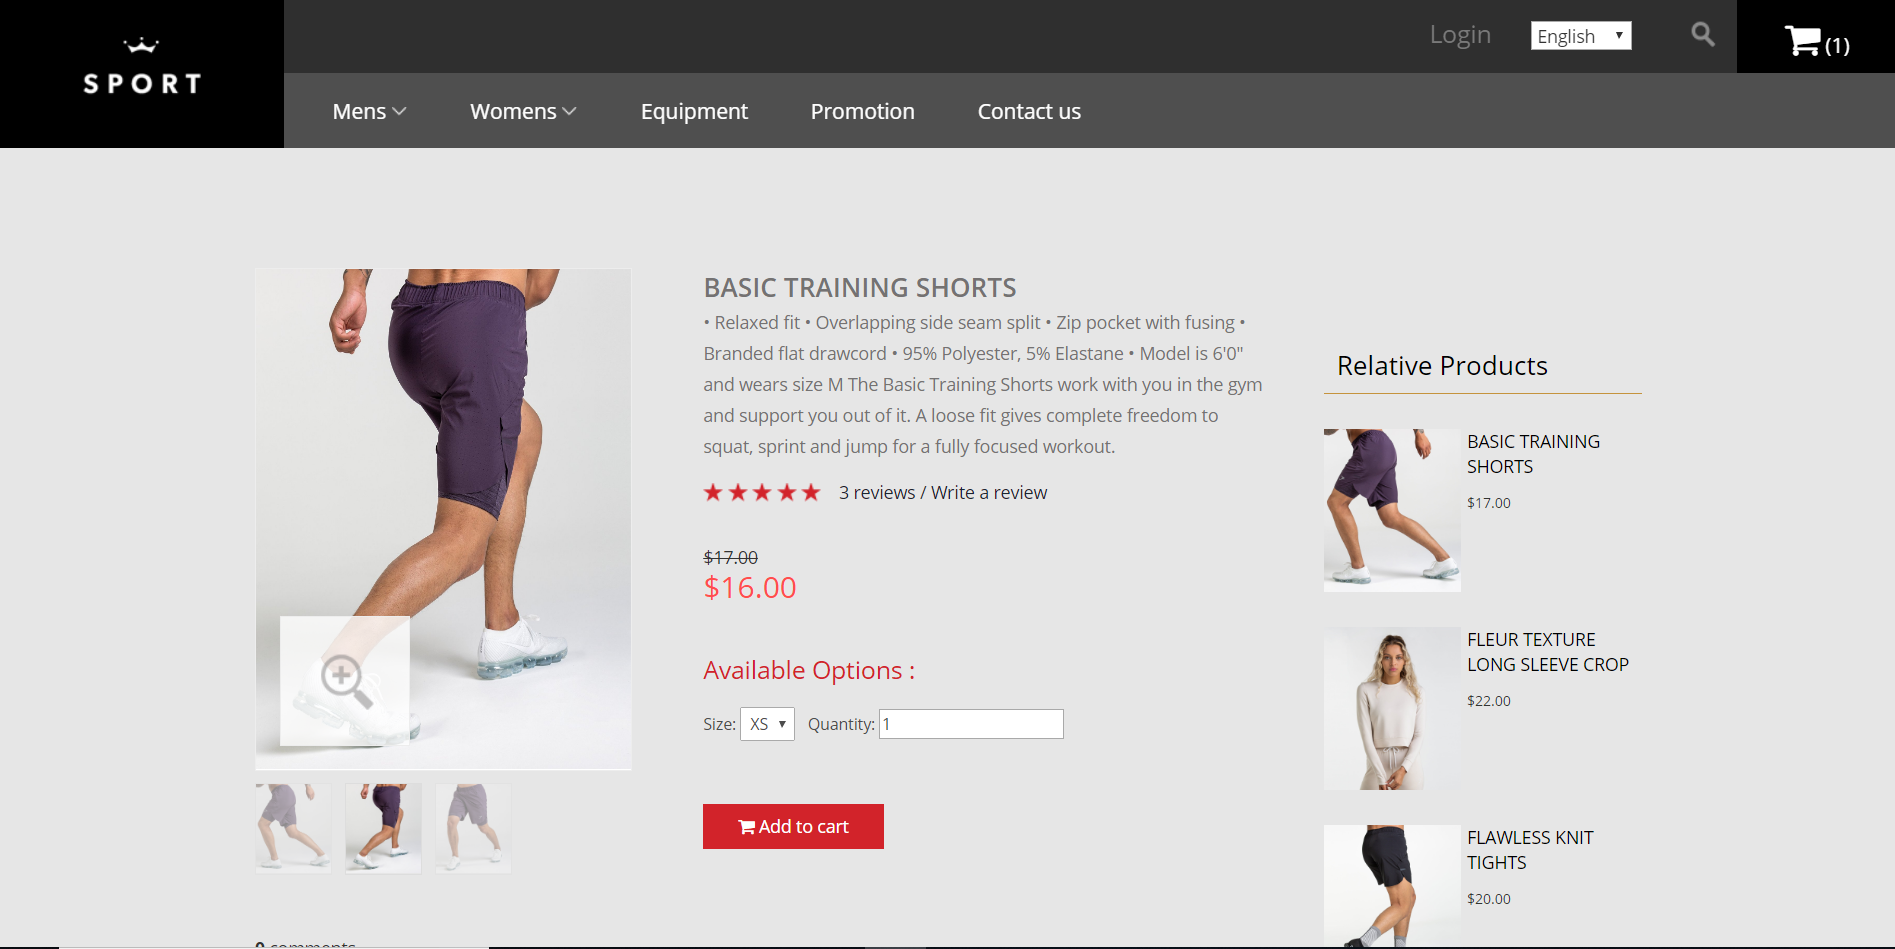 SPORT
Login
English
(1)
Mens
Womens
Equipment
Promotion
Contact us
BASIC TRAINING SHORTS
• Relaxed fit • Overlapping side seam split • Zip pocket with fusing •
Branded flat drawcord • 95% Polyester, 5% Elastane • Model is 6'0"
and wears size M The Basic Training Shorts work with you in the gym
and support you out of it. A loose fit gives complete freedom to
squat, sprint and jump for a fully focused workout.
3 reviews / Write a review
$17.00
$16.00
Available Options :
Size: XS Quantity: 1
Add to cart
Relative Products
BASIC TRAINING
SHORTS
$17.00
FLEUR TEXTURE
LONG SLEEVE CROP
$22.00
FLAWLESS KNIT
TIGHTS
$20.00
0 comments